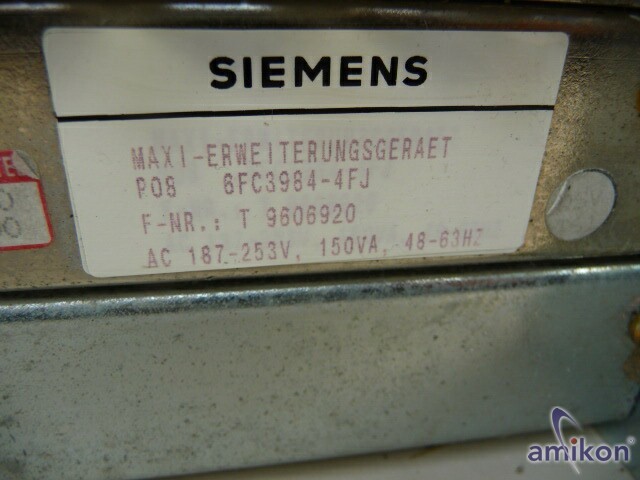 SIEMENS
MAXI-ERWEITERUNGSGERAET
P08 6FC3984-4FJ
F-NR.: T 9606920
AC 187-253V, 150VA, 48-63HZ
amikon